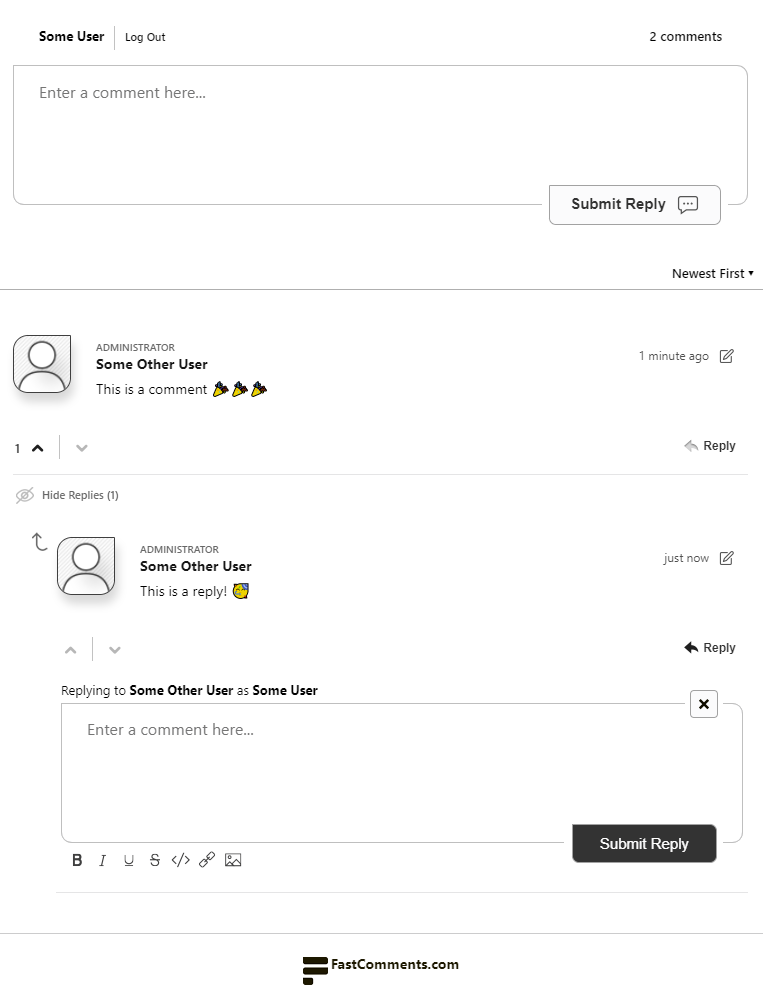 Some User Log Out 2 comments
Enter a comment here...
Submit Reply
Newest First ▾
ADMINISTRATOR
Some Other User 1 minute ago
This is a comment 🎉🎉🎉
1 Reply
Hide Replies (1)
ADMINISTRATOR
Some Other User just now
This is a reply! 🥳
Reply
Replying to Some Other User as Some User
Enter a comment here...
Submit Reply
B I U S </>
FastComments.com